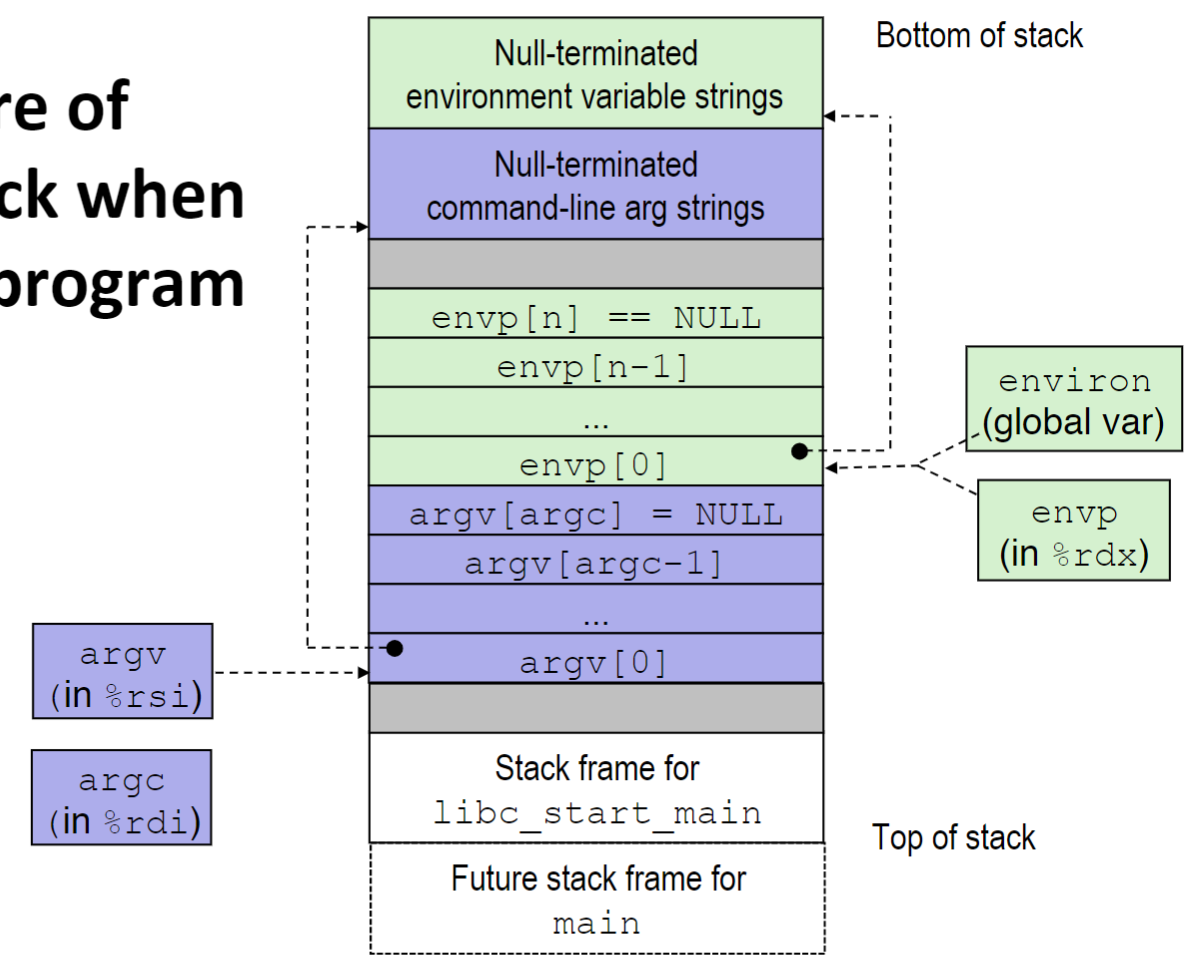 re of
ck when
program
Bottom of stack
Null-terminated
environment variable strings
Null-terminated
command-line arg strings
envp[n] == NULL
envp[n-1]
...
envp[0]
argv[argc] = NULL
argv[argc-1]
...
argv[0]
environ
(global var)
envp
(in %rdx)
argv
(in %rsi)
argc
(in %rdi)
Stack frame for
libc_start_main
Top of stack
Future stack frame for
main